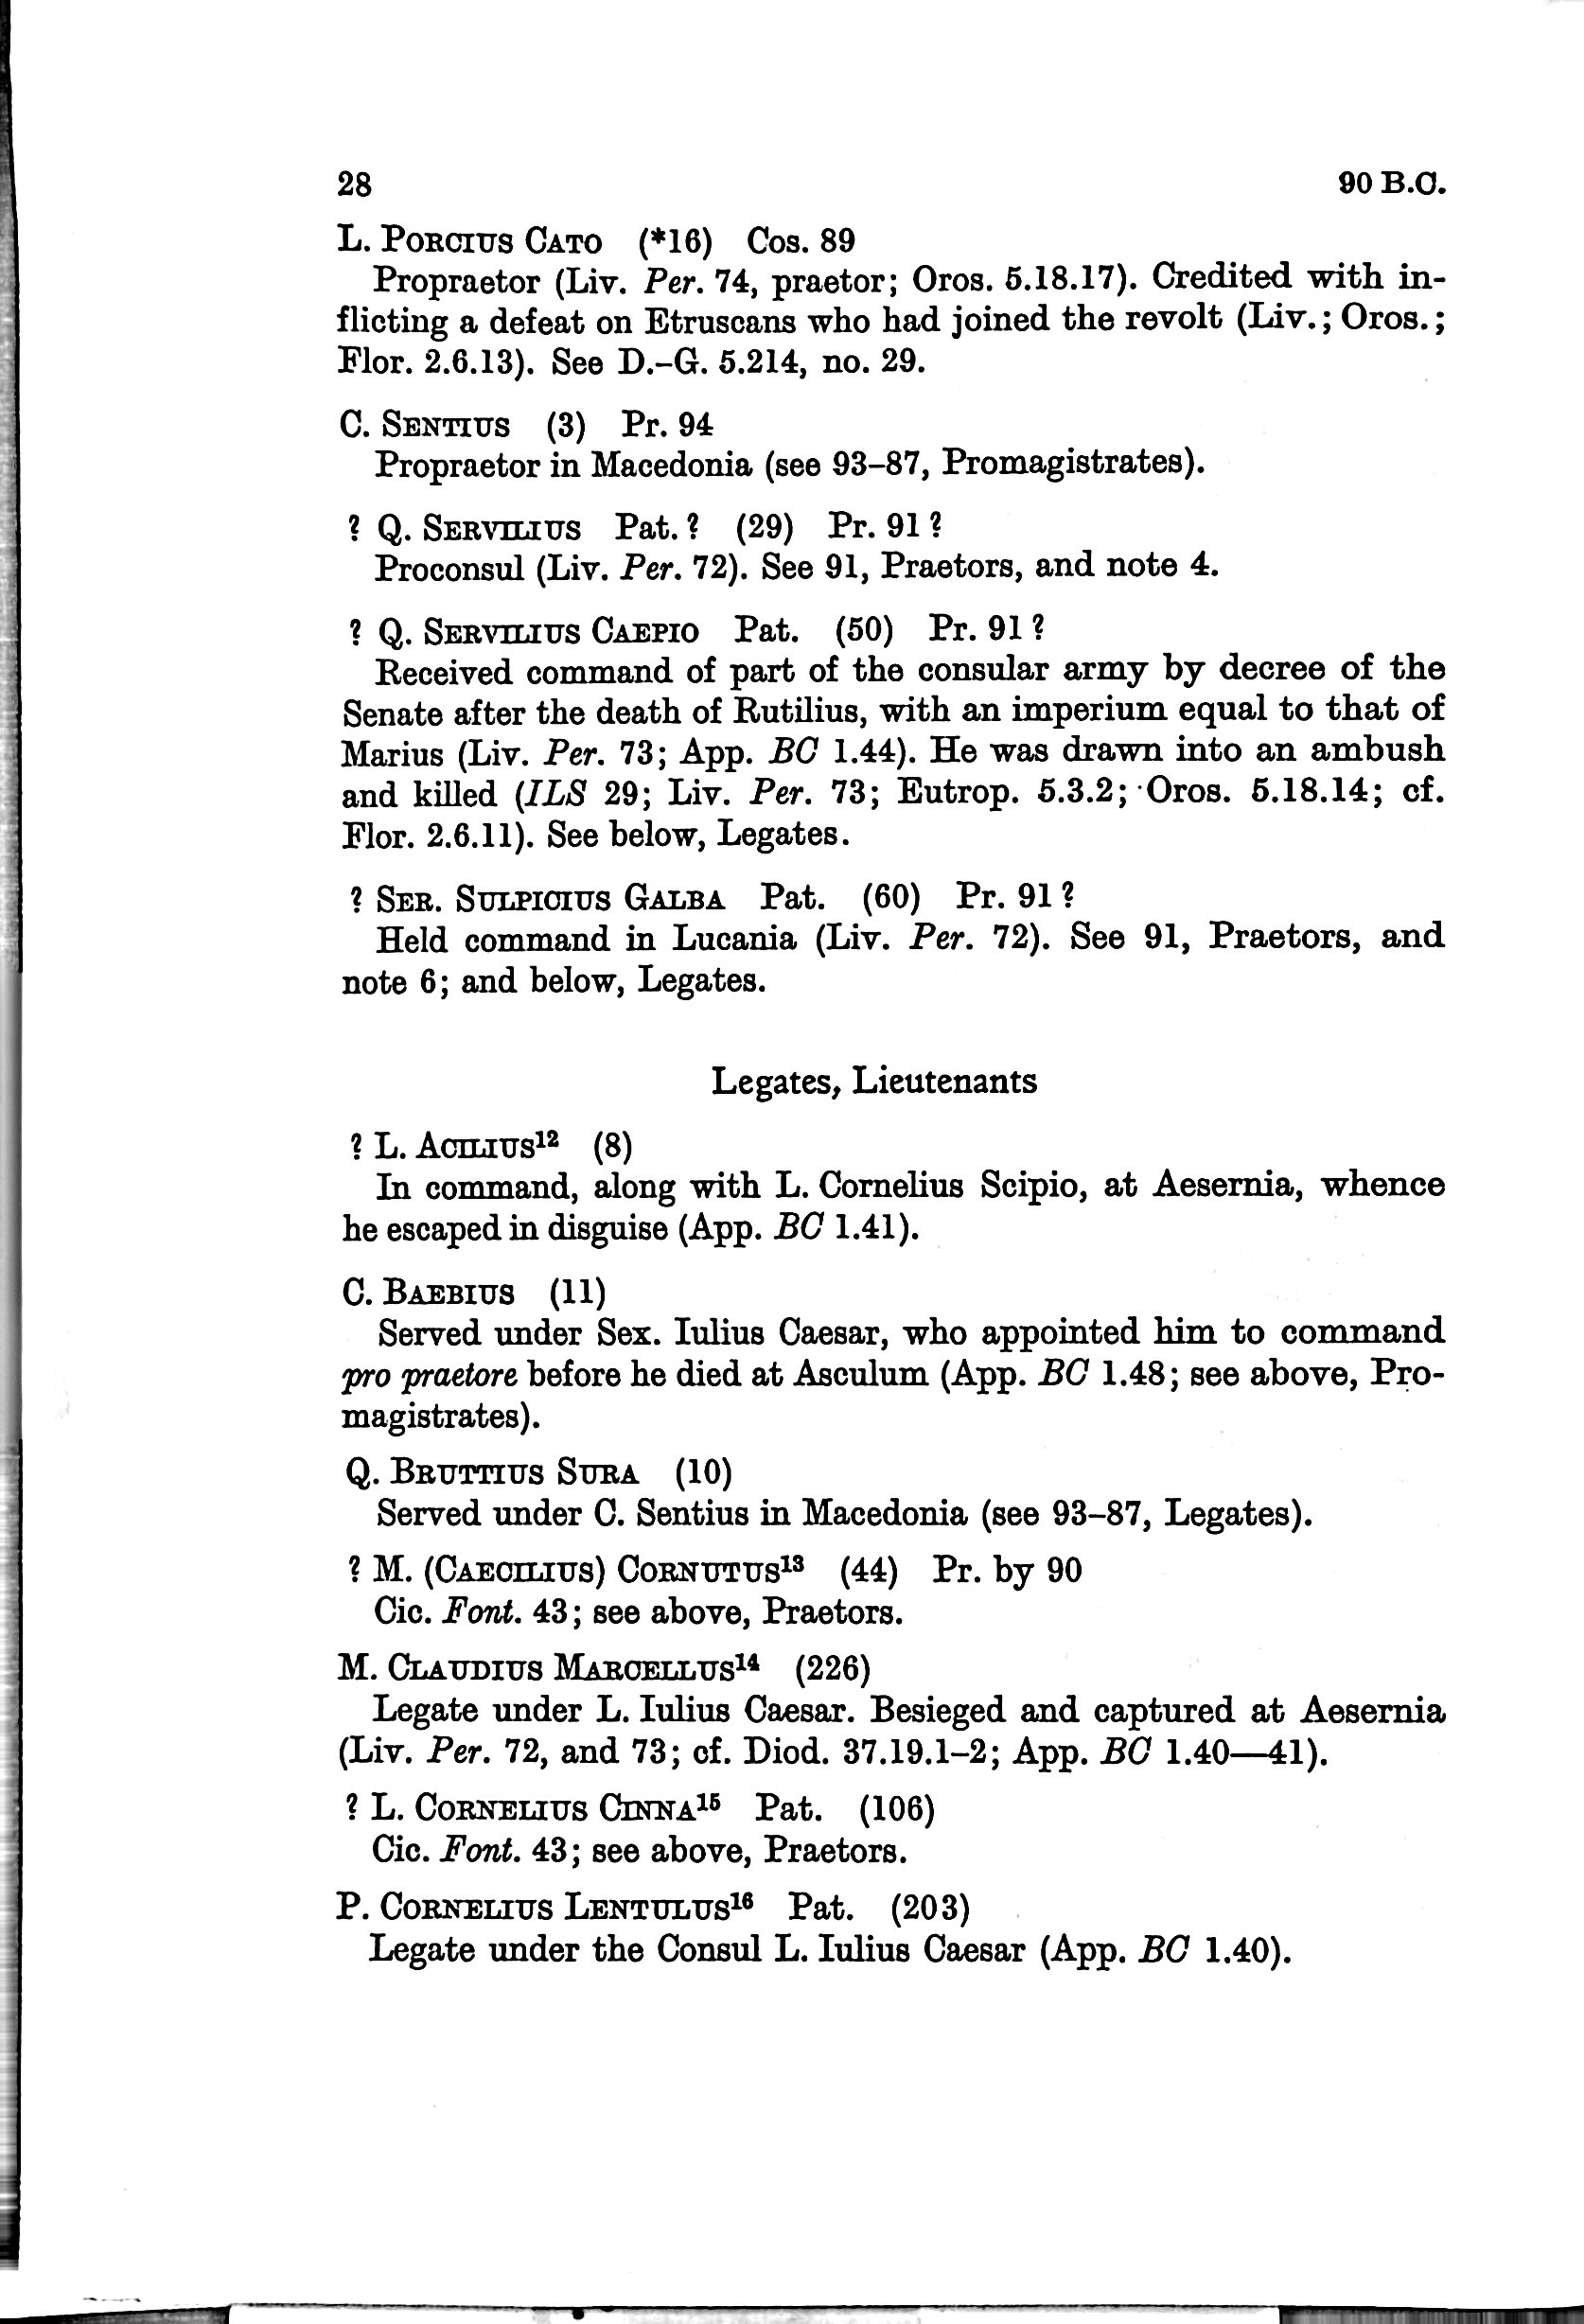 28 90 B.C.
L. PORCIUS CATO (*16) Cos. 89
Propraetor (Liv. Per. 74, praetor; Oros. 5.18.17). Credited with in-
flicting a defeat on Etruscans who had joined the revolt (Liv.; Oros.;
Flor. 2.6.13). See D.–G. 5.214, no. 29.
C. SENTIUS (3) Pr. 94
Propraetor in Macedonia (see 93–87, Promagistrates).
? Q. SERVILIUS Pat. ? (29) Pr. 91 ?
Proconsul (Liv. Per. 72). See 91, Praetors, and note 4.
? Q. SERVILIUS CAEPIO Pat. (50) Pr. 91 ?
Received command of part of the consular army by decree of the
Senate after the death of Rutilius, with an imperium equal to that of
Marius (Liv. Per. 73; App. BC 1.44). He was drawn into an ambush
and killed (ILS 29; Liv. Per. 73; Eutrop. 5.3.2; Oros. 5.18.14; cf.
Flor. 2.6.11). See below, Legates.
? SER. SULPICIUS GALBA Pat. (60) Pr. 91 ?
Held command in Lucania (Liv. Per. 72). See 91, Praetors, and
note 6; and below, Legates.
Legates, Lieutenants
? L. ACILIUS¹² (8)
In command, along with L. Cornelius Scipio, at Aesernia, whence
he escaped in disguise (App. BC 1.41).
C. BAEBIUS (11)
Served under Sex. Iulius Caesar, who appointed him to command
pro praetore before he died at Asculum (App. BC 1.48; see above, Pro-
magistrates).
Q. BRUTTIUS SURA (10)
Served under C. Sentius in Macedonia (see 93–87, Legates).
? M. (CAECILIUS) CORNUTUS¹³ (44) Pr. by 90
Cic. Font. 43; see above, Praetors.
M. CLAUDIUS MARCELLUS¹⁴ (226)
Legate under L. Iulius Caesar. Besieged and captured at Aesernia
(Liv. Per. 72, and 73; cf. Diod. 37.19.1–2; App. BC 1.40—41).
? L. CORNELIUS CINNA¹⁵ Pat. (106)
Cic. Font. 43; see above, Praetors.
P. CORNELIUS LENTULUS¹⁶ Pat. (203)
Legate under the Consul L. Iulius Caesar (App. BC 1.40).